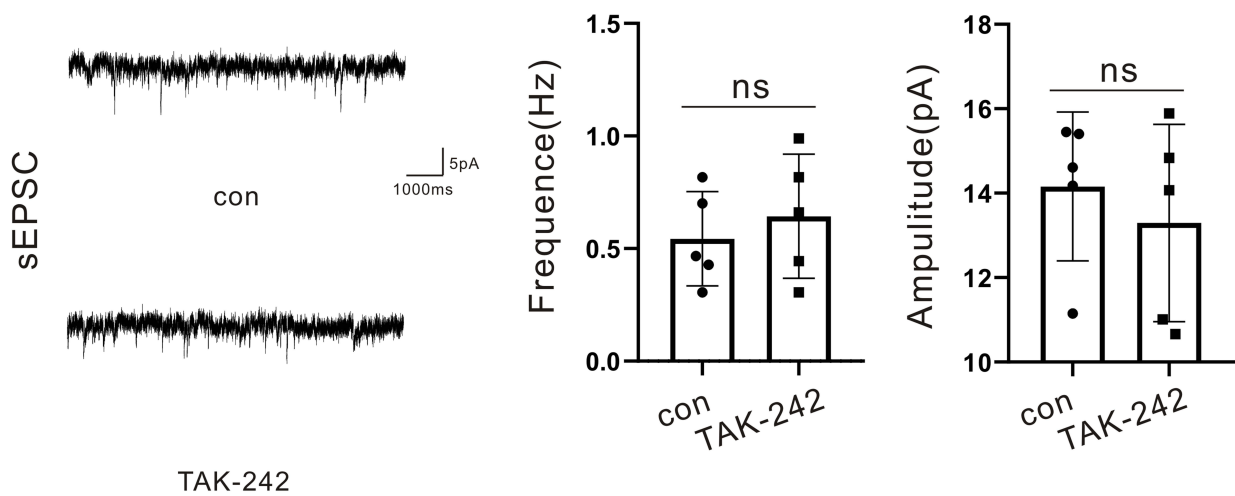 sEPSC
con
5pA
1000ms
TAK-242
Frequence(Hz)
1.5
1.0
0.5
0.0
ns
con
TAK-242
Ampulitude(pA)
18
16
14
12
10
ns
con
TAK-242